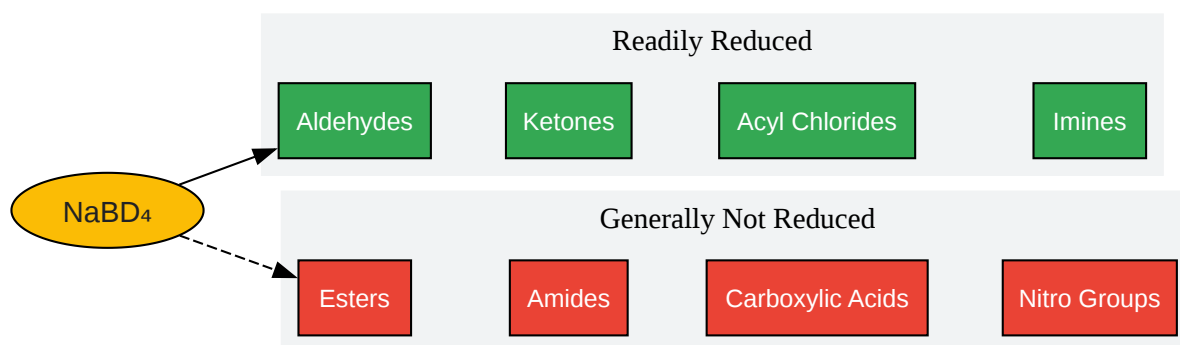 Readily Reduced
Aldehydes
Ketones
Acyl Chlorides
Imines
NaBD₄
Generally Not Reduced
Esters
Amides
Carboxylic Acids
Nitro Groups